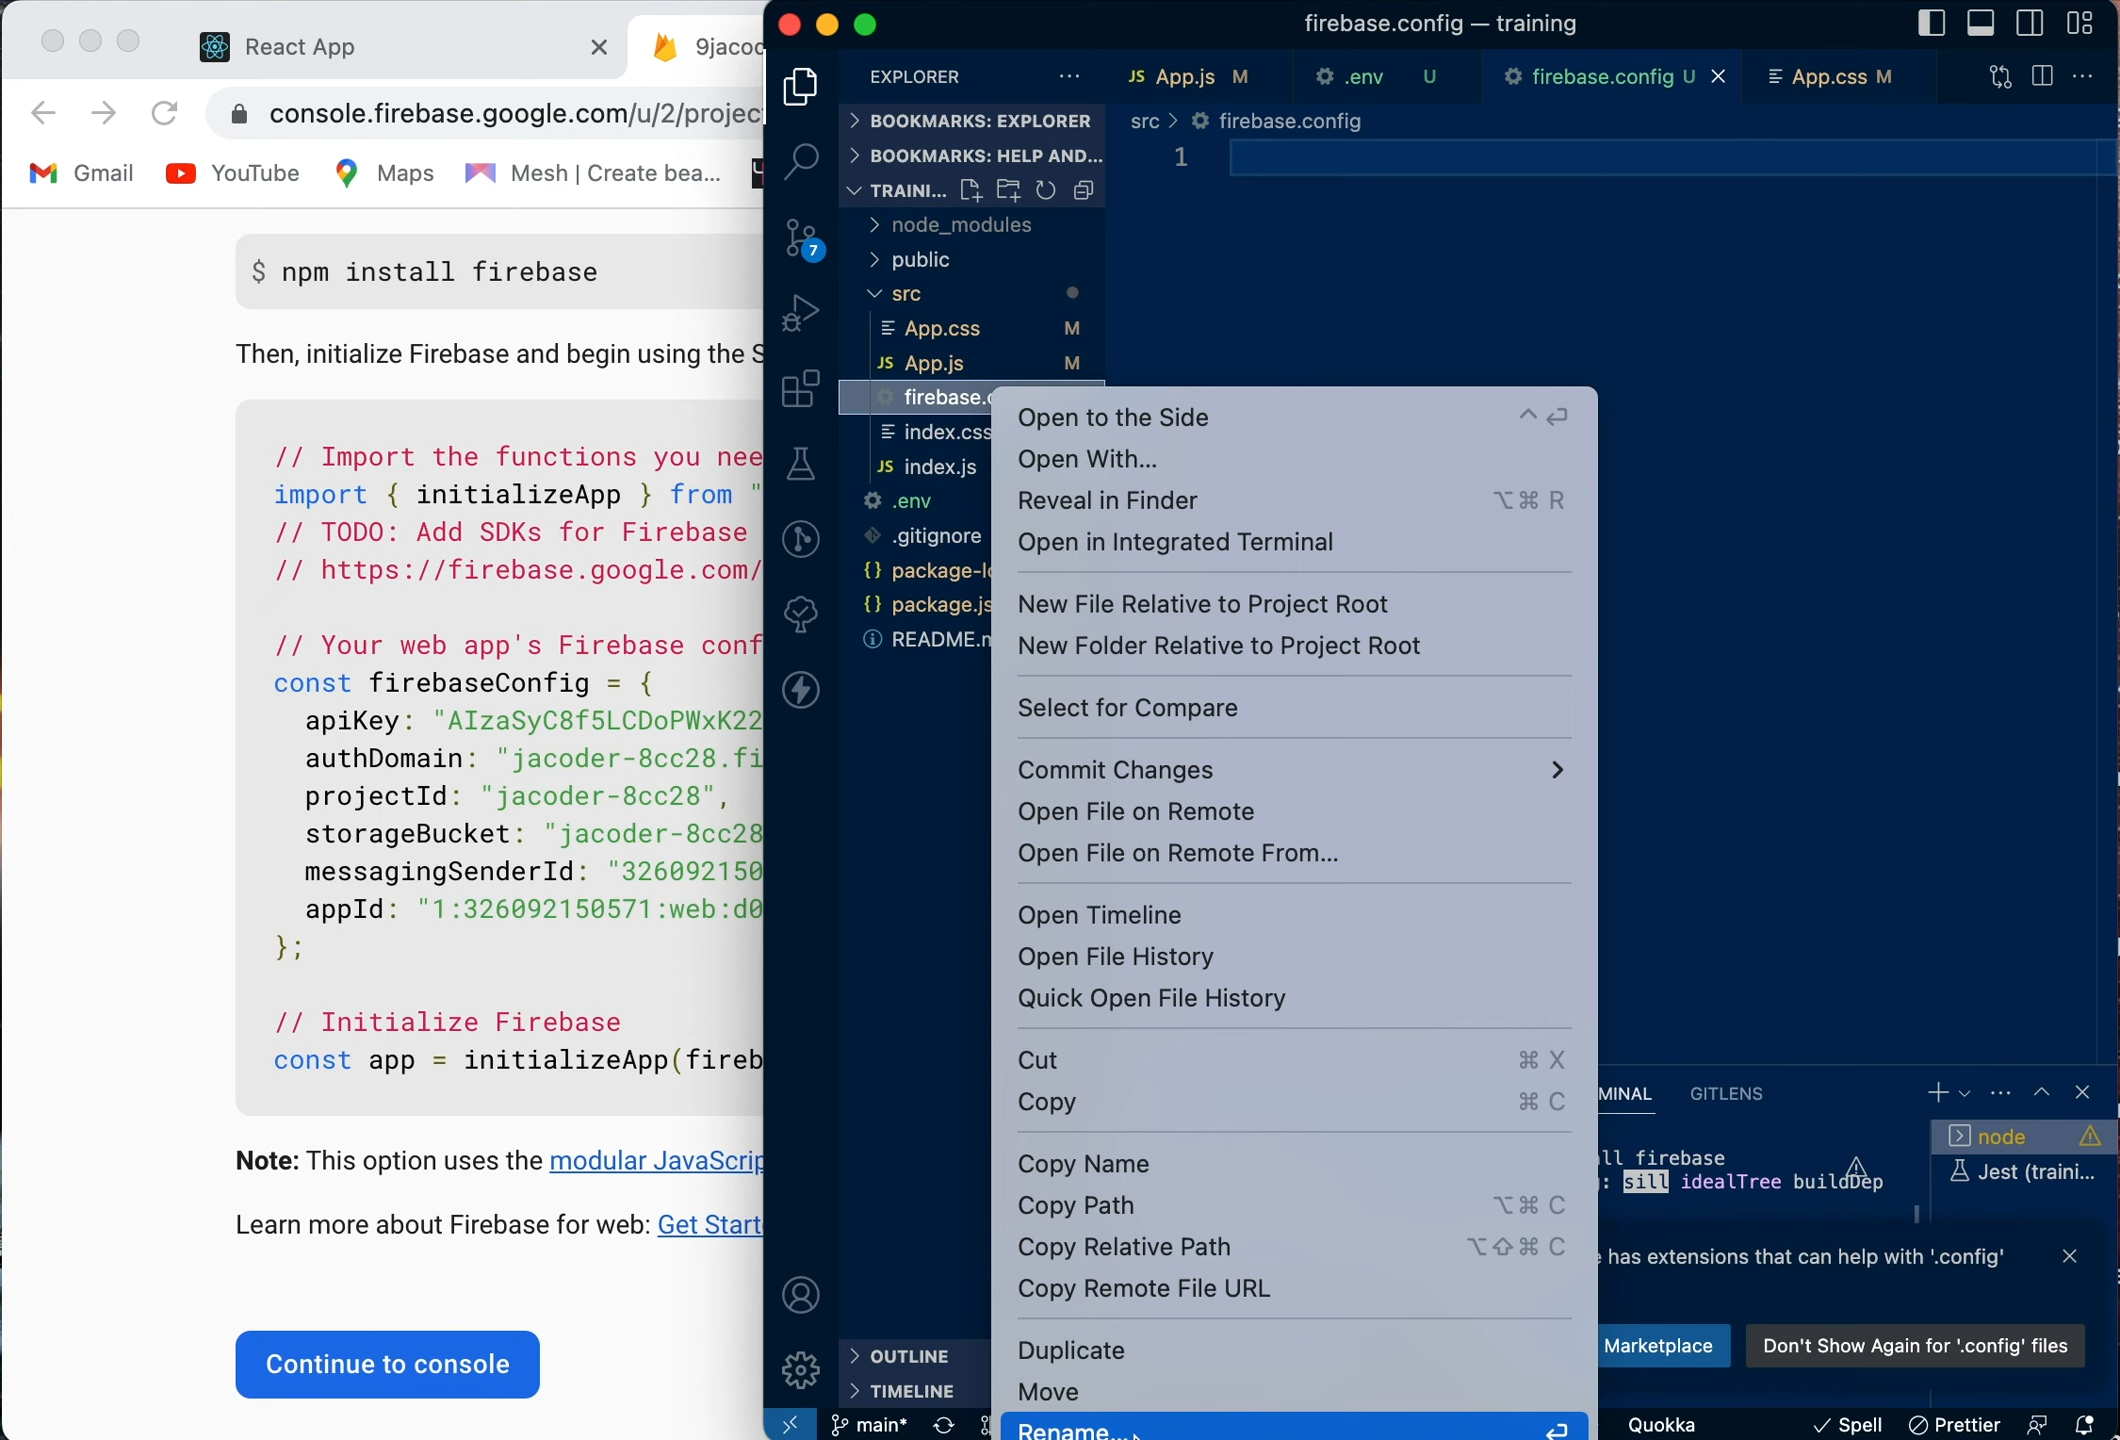 React App
9jacod
console.firebase.google.com/u/2/projec
Gmail
YouTube
Maps
Mesh | Create bea...
$ npm install firebase
Then, initialize Firebase and begin using the S
// Import the functions you nee
import { initializeApp } from "
// TODO: Add SDKs for Firebase
// https://firebase.google.com/
// Your web app's Firebase conf
const firebaseConfig = {
apiKey: "AIzaSyC8f5LCDoPWxK22
authDomain: "jacoder-8cc28.fi
projectId: "jacoder-8cc28",
storageBucket: "jacoder-8cc28
messagingSenderId: "326092150
appId: "1:326092150571:web:d0
};
// Initialize Firebase
const app = initializeApp(fireb
Note: This option uses the modular JavaScrip
Learn more about Firebase for web: Get Start
Continue to console
firebase.config — training
EXPLORER
JS App.js M
.env U
firebase.config U
App.css M
src > firebase.config
1
BOOKMARKS: EXPLORER
BOOKMARKS: HELP AND...
TRAINI...
7
node_modules
public
src
App.css M
JS App.js M
firebase.c
index.css
JS index.js
.env
.gitignore
{} package-lo
{} package.js
README.m
Open to the Side
Open With...
Reveal in Finder ⌥⌘ R
Open in Integrated Terminal
New File Relative to Project Root
New Folder Relative to Project Root
Select for Compare
Commit Changes
Open File on Remote
Open File on Remote From...
Open Timeline
Open File History
Quick Open File History
Cut ⌘ X
Copy ⌘ C
Copy Name
Copy Path ⌥⌘ C
Copy Relative Path ⌥⇧⌘ C
Copy Remote File URL
Duplicate
Move
Rename...
MINAL
GITLENS
ll firebase
: sill idealTree buildDep
node
Jest (traini...
has extensions that can help with '.config'
Marketplace
Don't Show Again for '.config' files
OUTLINE
TIMELINE
main*
Quokka
Spell
Prettier